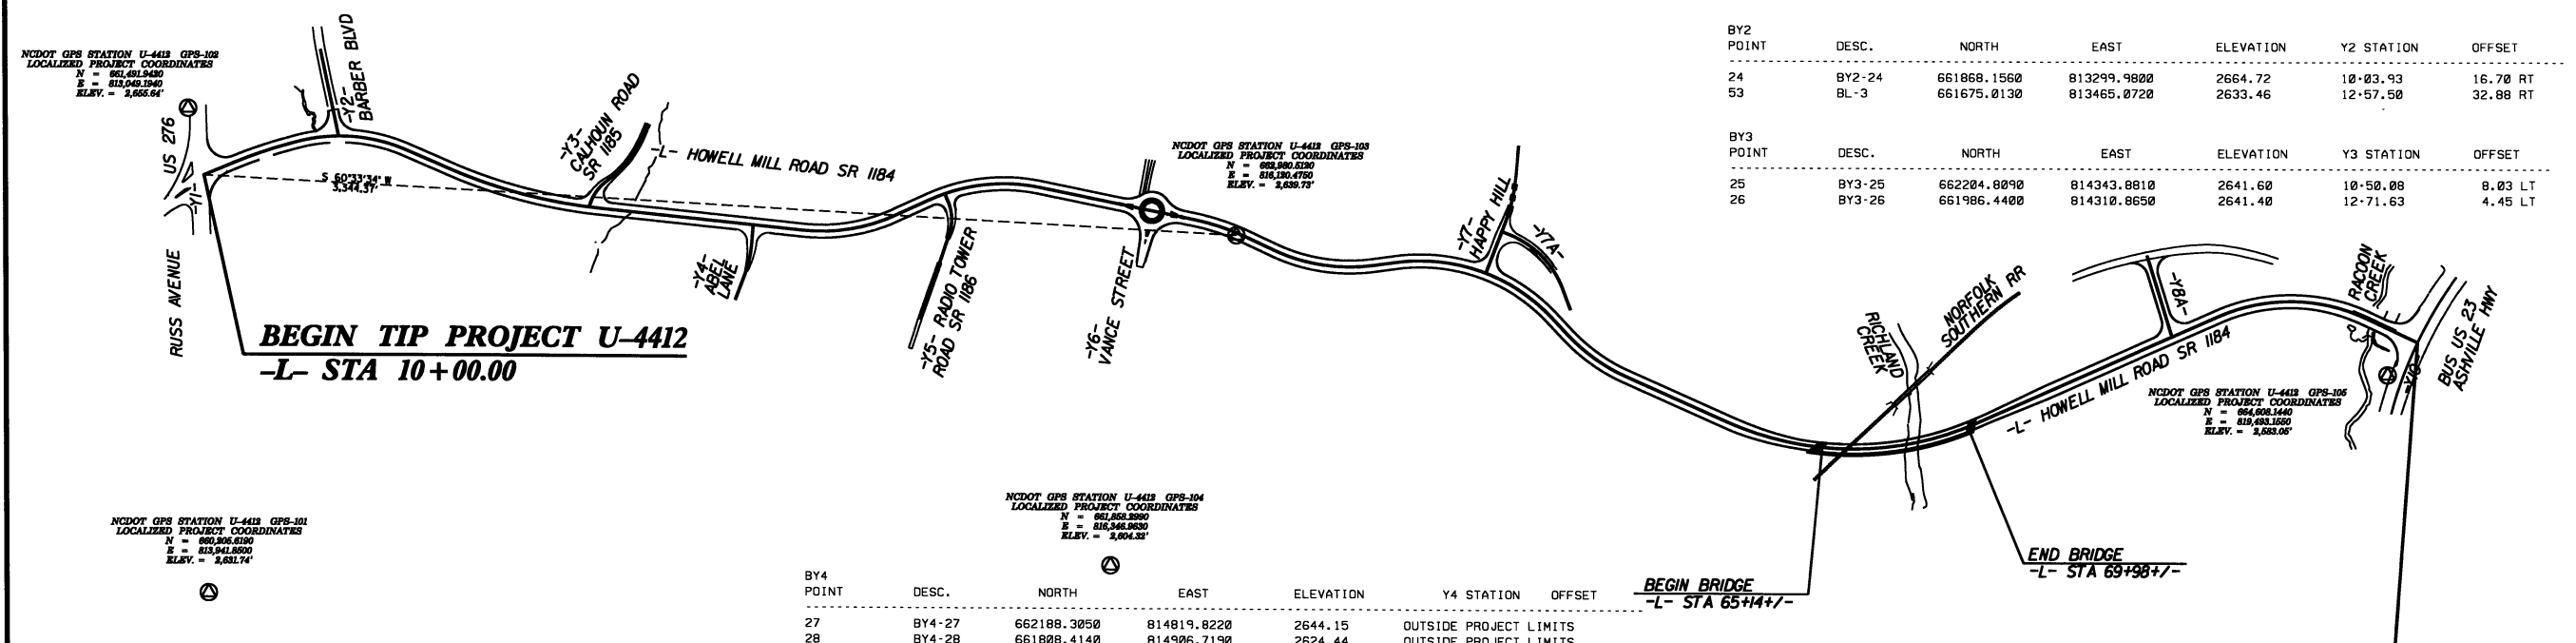 NCDOT GPS STATION U-4412 GPS-102
LOCALIZED PROJECT COORDINATES
N = 661,491.9420
E = 813,049.1940
ELEV. = 2,655.64'
US 276
-Y1-
RUSS AVENUE
-Y2-
BARBER BLVD
S 60°33'34" W
3,344.37'
BEGIN TIP PROJECT U-4412
-L- STA 10+00.00
-Y3-
CALHOUN ROAD
SR 1185
-L- HOWELL MILL ROAD SR 1184
-Y4-
ABEL
LANE
-Y5- RADIO TOWER
ROAD SR 1186
-Y6-
VANCE STREET
NCDOT GPS STATION U-4412 GPS-103
LOCALIZED PROJECT COORDINATES
N = 662,980.5120
E = 816,120.4750
ELEV. = 2,639.73'
-Y7-
HAPPY HILL
-Y7A-
BY2
POINT DESC. NORTH EAST ELEVATION Y2 STATION OFFSET
24 BY2-24 661868.1560 813299.9800 2664.72 10+03.93 16.70 RT
53 BL-3 661675.0130 813465.0720 2633.46 12+57.50 32.88 RT
BY3
POINT DESC. NORTH EAST ELEVATION Y3 STATION OFFSET
25 BY3-25 662204.8090 814343.8810 2641.60 10+50.08 8.03 LT
26 BY3-26 661986.4400 814310.8650 2641.40 12+71.63 4.45 LT
RICHLAND
CREEK
NORFOLK
SOUTHERN RR
-Y8A-
-L- HOWELL MILL ROAD SR 1184
RACOON
CREEK
BUS US 23
ASHVILLE HWY
NCDOT GPS STATION U-4412 GPS-105
LOCALIZED PROJECT COORDINATES
N = 664,608.1440
E = 819,493.1550
ELEV. = 2,583.05'
NCDOT GPS STATION U-4412 GPS-101
LOCALIZED PROJECT COORDINATES
N = 660,205.6190
E = 813,941.8500
ELEV. = 2,631.74'
NCDOT GPS STATION U-4412 GPS-104
LOCALIZED PROJECT COORDINATES
N = 661,858.2990
E = 816,346.9630
ELEV. = 2,604.32'
BEGIN BRIDGE
-L- STA 65+14+/-
END BRIDGE
-L- STA 69+98+/-
BY4
POINT DESC. NORTH EAST ELEVATION Y4 STATION OFFSET
27 BY4-27 662188.3050 814819.8220 2644.15 OUTSIDE PROJECT LIMITS
28 BY4-28 661808.4140 814906.7190 2624.44 OUTSIDE PROJECT LIMITS